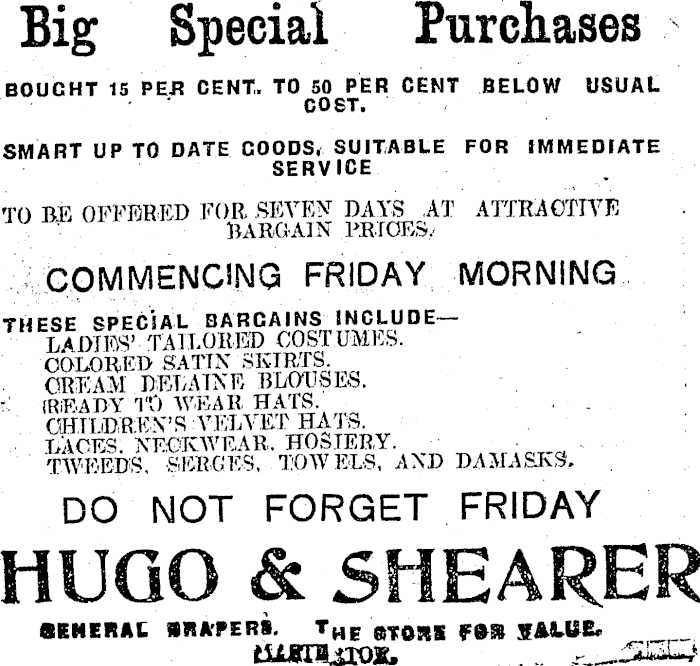 Big Special Purchases
BOUGHT 15 PER CENT. TO 50 PER CENT BELOW USUAL
COST.
SMART UP TO DATE GOODS, SUITABLE FOR IMMEDIATE
SERVICE
TO BE OFFERED FOR SEVEN DAYS AT ATTRACTIVE
BARGAIN PRICES.
COMMENCING FRIDAY MORNING
THESE SPECIAL BARGAINS INCLUDE—
LADIES' TAILORED COSTUMES.
COLORED SATIN SKIRTS.
CREAM DELAINE BLOUSES.
READY TO WEAR HATS.
CHILDREN'S VELVET HATS.
LACES, NECKWEAR, HOSIERY.
TWEEDS, SERGES, TOWELS, AND DAMASKS.
DO NOT FORGET FRIDAY
HUGO & SHEARER
GENERAL DRAPERS. THE STORE FOR VALUE.